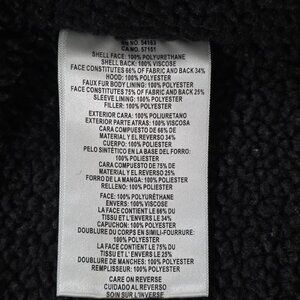 RN NO. 54163
CA NO. 57151
SHELL FACE: 100% POLYURETHANE
SHELL BACK: 100% VISCOSE
FACE CONSTITUTES 66% OF FABRIC AND BACK 34%
HOOD: 100% POLYESTER
FAUX FUR BODY LINING: 100% POLYESTER
FACE CONSTITUTES 75% OF FABRIC AND BACK 25%
SLEEVE LINING: 100% POLYESTER
FILLER: 100% POLYESTER
EXTERIOR CARA: 100% POLIURETANO
EXTERIOR PARTE ATRAS: 100% VISCOSA
CARA COMPUESTO DE 66% DE
MATERIAL Y EL REVERSO 34%
CUERPO: 100% POLIESTER
PELO SINTÉTICO EN LA BASE DEL FORRO:
100% POLIESTER
CARA COMPUESTO DE 75% DE
MATERIAL Y EL REVERSO 25%
FORRO DE LA MANGA: 100% POLIESTER
RELLENO: 100% POLIESTER
FACE: 100% POLYURÉTHANE
ENVERS: 100% VISCOSE
LA FACE CONTIENT LE 66% DU
TISSU ET L'ENVERS LE 34%
CAPUCHON: 100% POLYESTER
DOUBLURE DU CORPS EN SIMILI-FOURRURE:
100% POLYESTER
LA FACE CONTIENT LE 75% DU
TISSU ET L'ENVERS LE 25%
DOUBLURE DE MANCHES: 100% POLYESTER
REMPLISSEUR: 100% POLYESTER
CARE ON REVERSE
CUIDADO AL REVERSO
SOIN SUR L'ENVERS